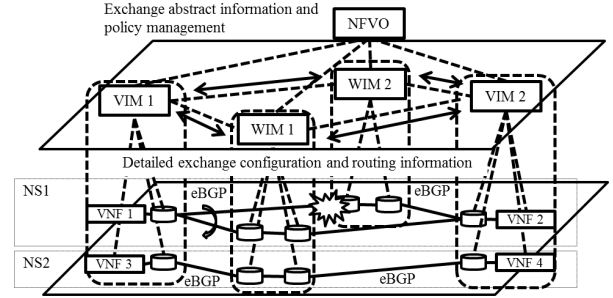 Exchange abstract information and
policy management
NFVO
VIM 1
WIM 2
VIM 2
WIM 1
Detailed exchange configuration and routing information
NS1
eBGP
eBGP
VNF 1
VNF 2
NS2
VNF 3
VNF 4
eBGP
eBGP